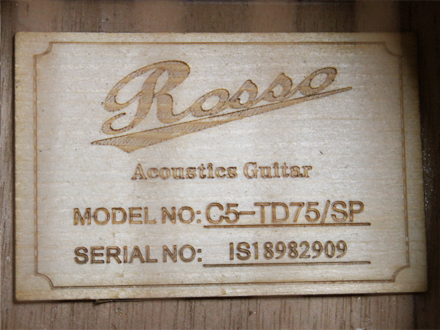 Rosso
Acoustics Guitar
MODEL NO: C5-TD75/SP
SERIAL NO: IS18982909